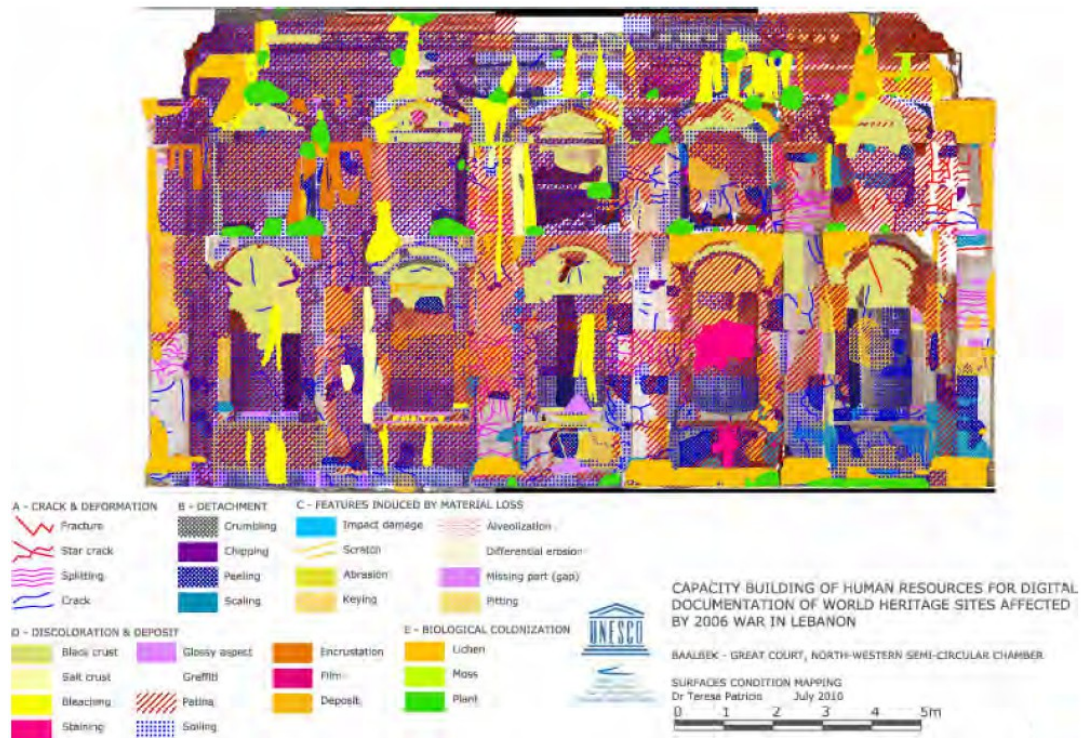 A - CRACK & DEFORMATION
Fracture
Star crack
Splitting
Crack
B - DETACHMENT
Crumbling
Chipping
Peeling
Scaling
C - FEATURES INDUCED BY MATERIAL LOSS
Impact damage
Scratch
Abrasion
Keying
Alveolization
Differential erosion
Missing part (gap)
Pitting
D - DISCOLORATION & DEPOSIT
Black crust
Salt crust
Bleaching
Staining
Glossy aspect
Graffiti
Patina
Soiling
Encrustation
Film
Deposit
E - BIOLOGICAL COLONIZATION
Lichen
Moss
Plant
UNESCO
CAPACITY BUILDING OF HUMAN RESOURCES FOR DIGITAL
DOCUMENTATION OF WORLD HERITAGE SITES AFFECTED
BY 2006 WAR IN LEBANON
BAALBEK - GREAT COURT, NORTH-WESTERN SEMI-CIRCULAR CHAMBER
SURFACES CONDITION MAPPING
Dr Teresa Patricio July 2010
0 1 2 3 4 5m